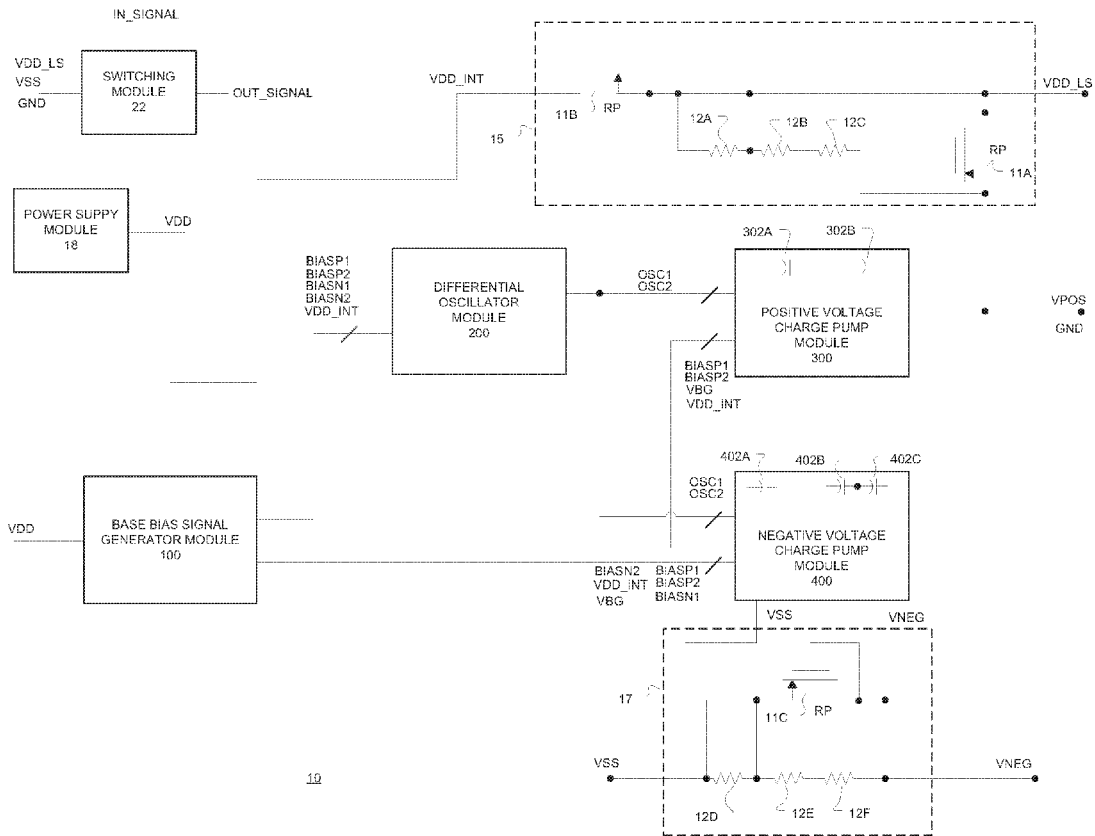 IN_SIGNAL
VDD_LS
VSS
GND
SWITCHING
MODULE
22
OUT_SIGNAL
VDD_INT
11B
RP
12A
12B
12C
VDD_LS
15
RP
11A
POWER SUPPY
MODULE
18
VDD
BIASP1
BIASP2
BIASN1
BIASN2
VDD_INT
DIFFERENTIAL
OSCILLATOR
MODULE
200
OSC1
OSC2
302A
302B
POSITIVE VOLTAGE
CHARGE PUMP
MODULE
300
VPOS
GND
BIASP1
BIASP2
VBG
VDD_INT
VDD
BASE BIAS SIGNAL
GENERATOR MODULE
100
402A
402B
402C
OSC1
OSC2
NEGATIVE VOLTAGE
CHARGE PUMP
MODULE
400
BIASN2
VDD_INT
VBG
BIASP1
BIASP2
BIASN1
VSS
VNEG
17
11C
RP
10
VSS
VNEG
12D
12E
12F